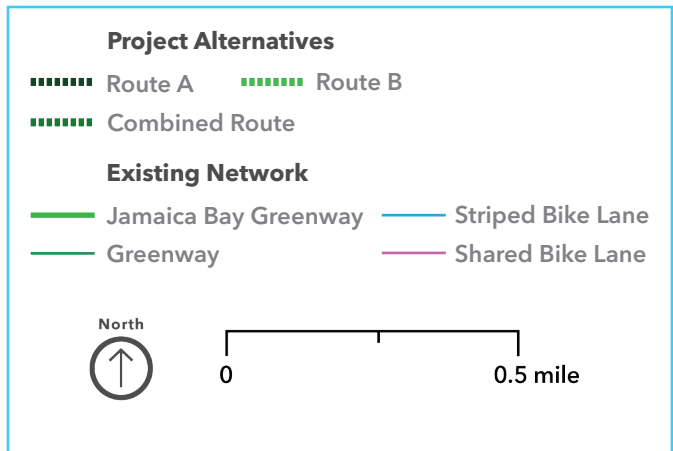 Project Alternatives
Route A Route B
Combined Route
Existing Network
Jamaica Bay Greenway Striped Bike Lane
Greenway Shared Bike Lane
North
0 0.5 mile